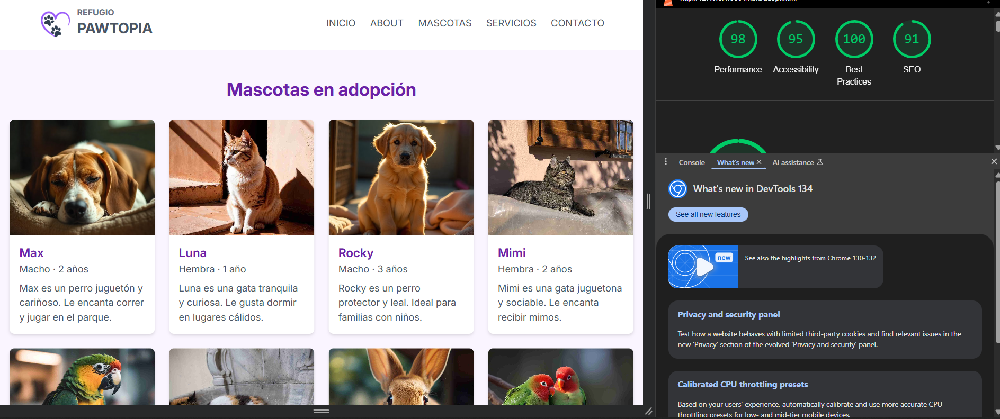 REFUGIO
PAWTOPIA
INICIO ABOUT MASCOTAS SERVICIOS CONTACTO
Mascotas en adopción
Max
Macho · 2 años
Max es un perro juguetón y
cariñoso. Le encanta correr
y jugar en el parque.
Luna
Hembra · 1 año
Luna es una gata tranquila
y curiosa. Le gusta dormir
en lugares cálidos.
Rocky
Macho · 3 años
Rocky es un perro
protector y leal. Ideal para
familias con niños.
Mimi
Hembra · 2 años
Mimi es una gata juguetona
y sociable. Le encanta
recibir mimos.
98
Performance
95
Accessibility
100
Best
Practices
91
SEO
Console What's new AI assistance
What's new in DevTools 134
See all new features
new
See also the highlights from Chrome 130-132
Privacy and security panel
Test how a website behaves with limited third-party cookies and find relevant issues in the
new 'Privacy' section of the evolved 'Privacy and security' panel.
Calibrated CPU throttling presets
Based on your users' experience, automatically calibrate and use more accurate CPU
throttling presets for low- and mid-tier mobile devices.